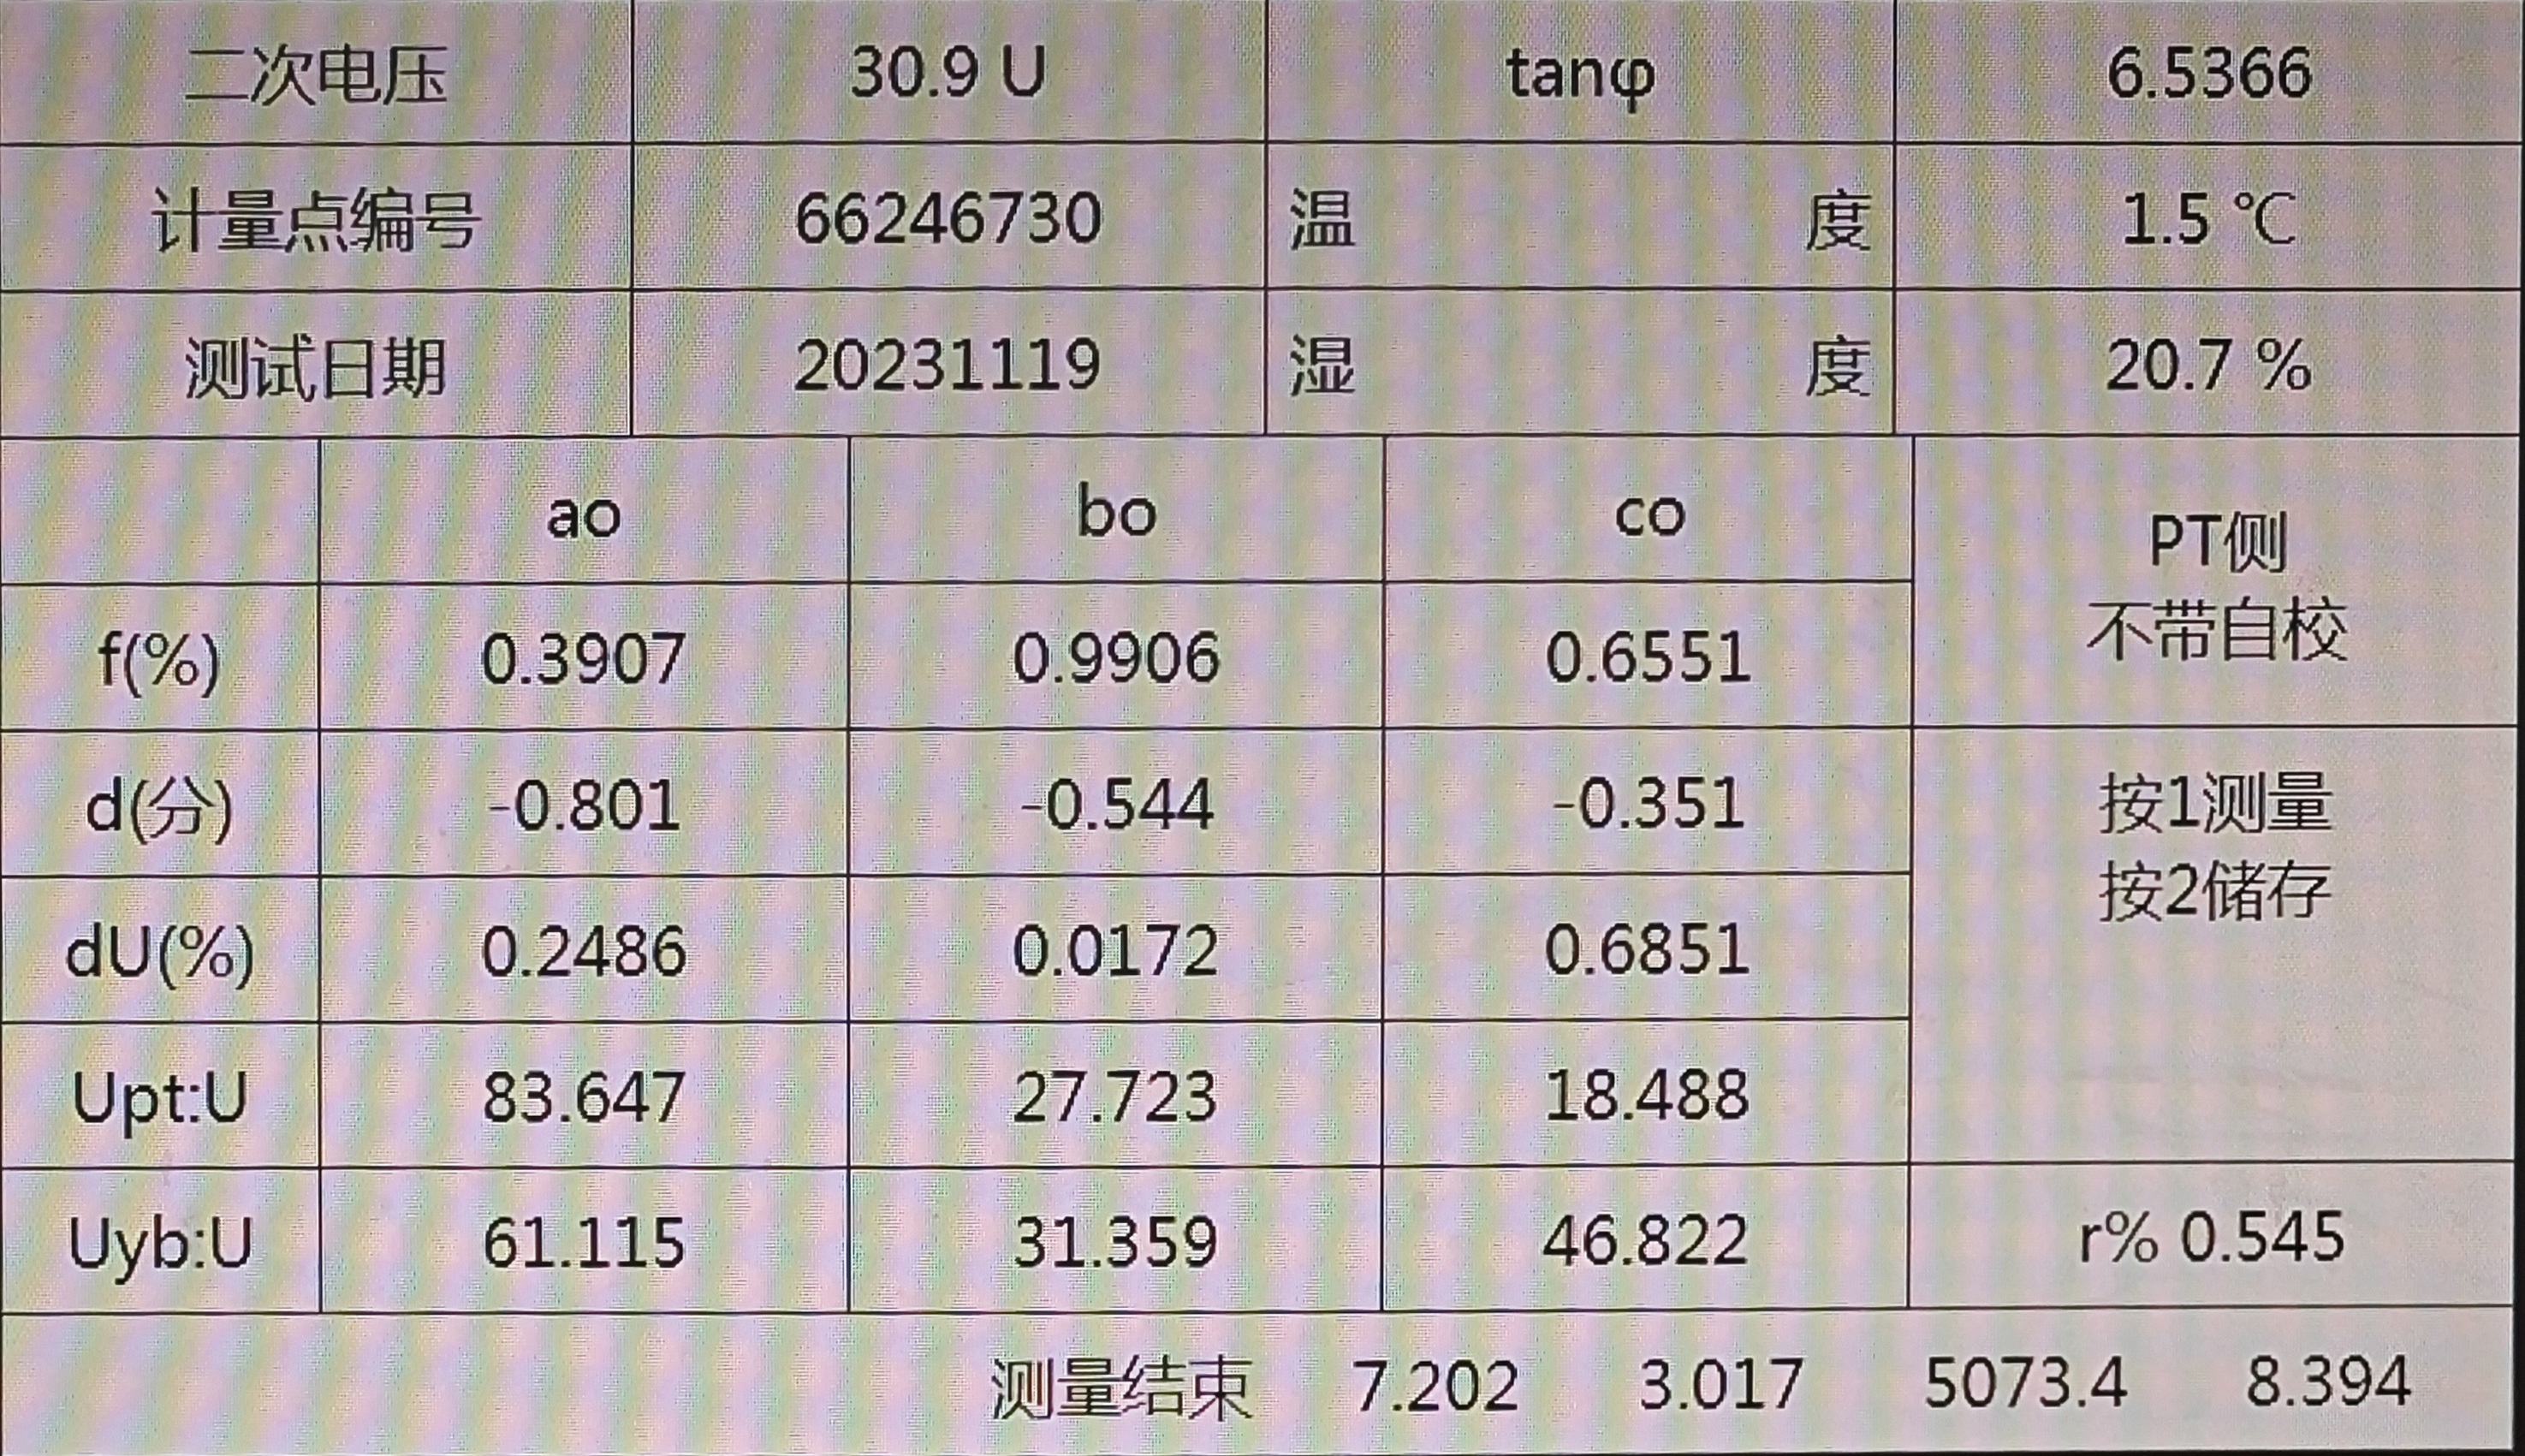 二次电压 30.9 U tanφ 6.5366
计量点编号 66246730 温 度 1.5 ℃
测试日期 20231119 湿 度 20.7 %
ao bo co PT侧
不带自校
f(%) 0.3907 0.9906 0.6551
d(分) -0.801 -0.544 -0.351 按1测量
按2储存
dU(%) 0.2486 0.0172 0.6851
Upt:U 83.647 27.723 18.488
Uyb:U 61.115 31.359 46.822 r% 0.545
测量结束 7.202 3.017 5073.4 8.394